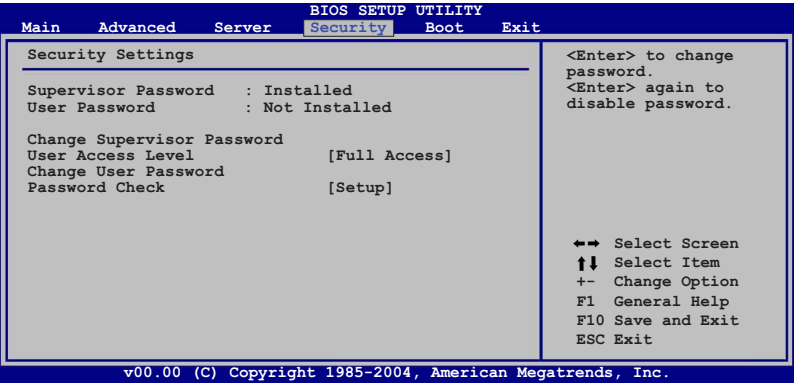 BIOS SETUP UTILITY
Main Advanced Server Security Boot Exit
Security Settings
Supervisor Password : Installed
User Password : Not Installed
Change Supervisor Password
User Access Level [Full Access]
Change User Password
Password Check [Setup]
<Enter> to change
password.
<Enter> again to
disable password.
←→ Select Screen
↑↓ Select Item
+- Change Option
F1 General Help
F10 Save and Exit
ESC Exit
v00.00 (C) Copyright 1985-2004, American Megatrends, Inc.